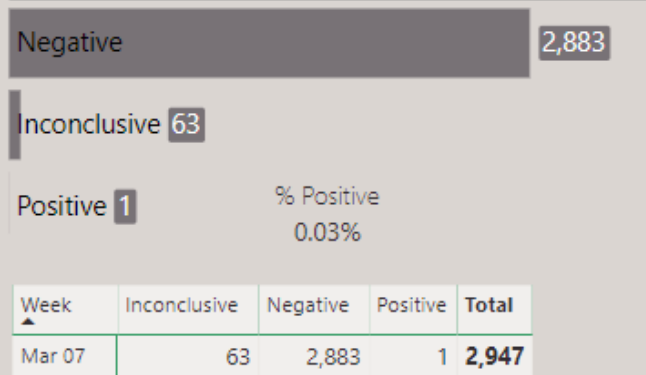 Negative 2,883
Inconclusive 63
Positive 1
% Positive
0.03%
Week Inconclusive Negative Positive Total
Mar 07 63 2,883 1 2,947